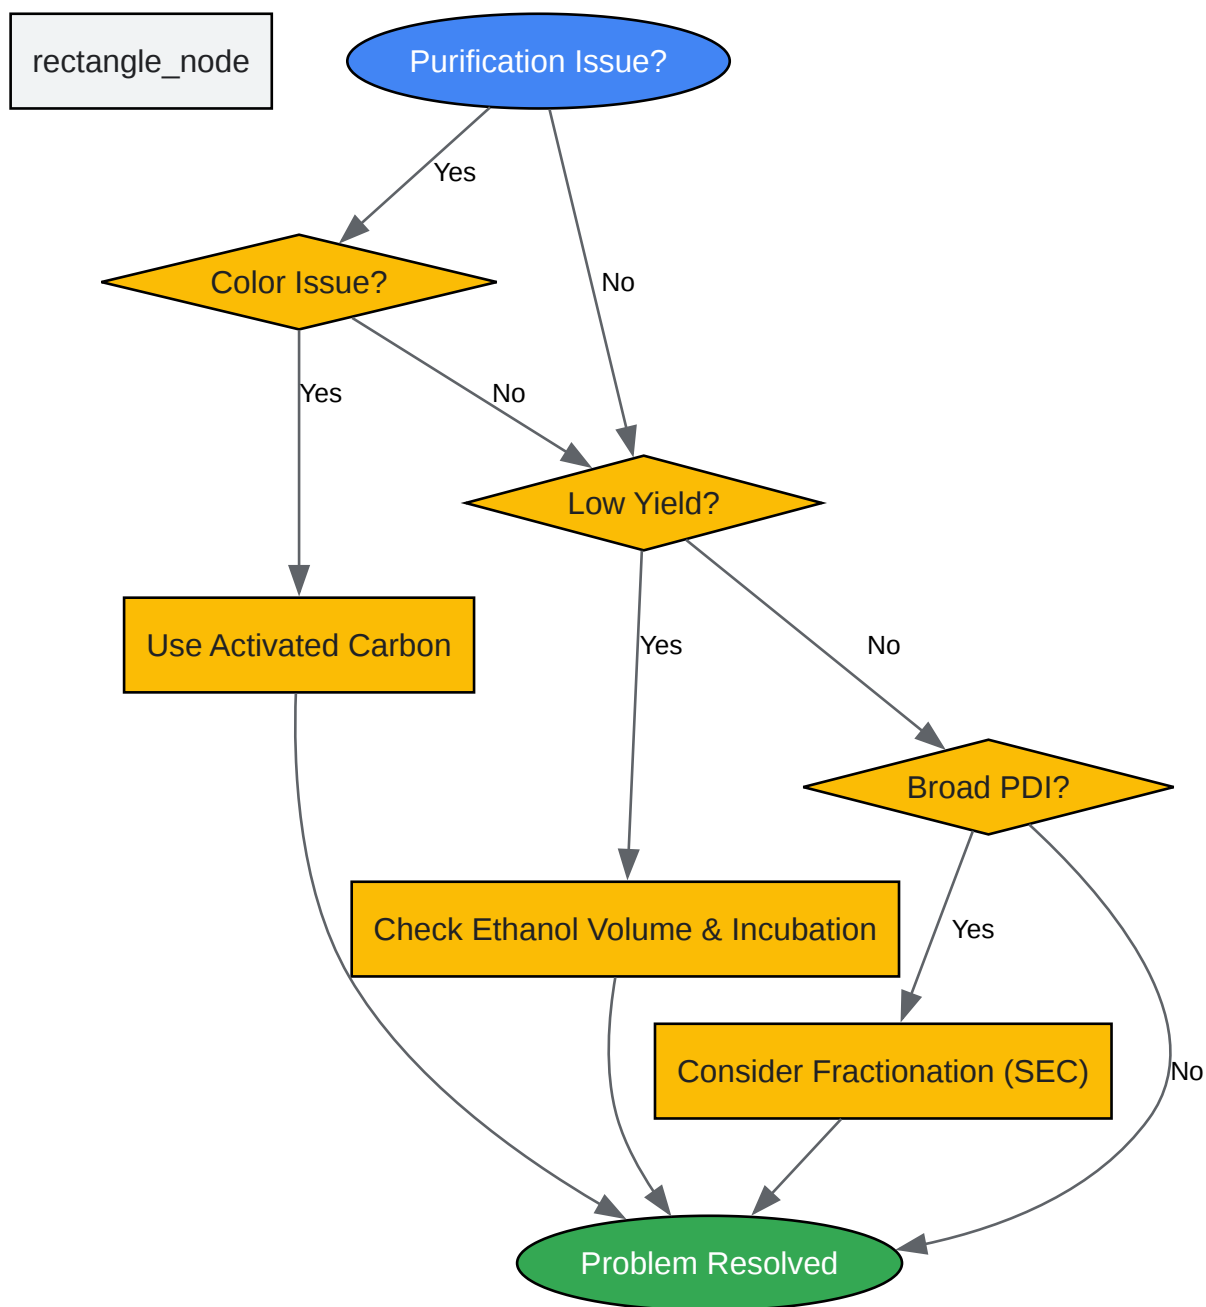 rectangle_node
Purification Issue?
Yes
Color Issue?
No
Yes
No
Low Yield?
Use Activated Carbon
Yes
No
Broad PDI?
Check Ethanol Volume & Incubation
Yes
Consider Fractionation (SEC)
No
Problem Resolved